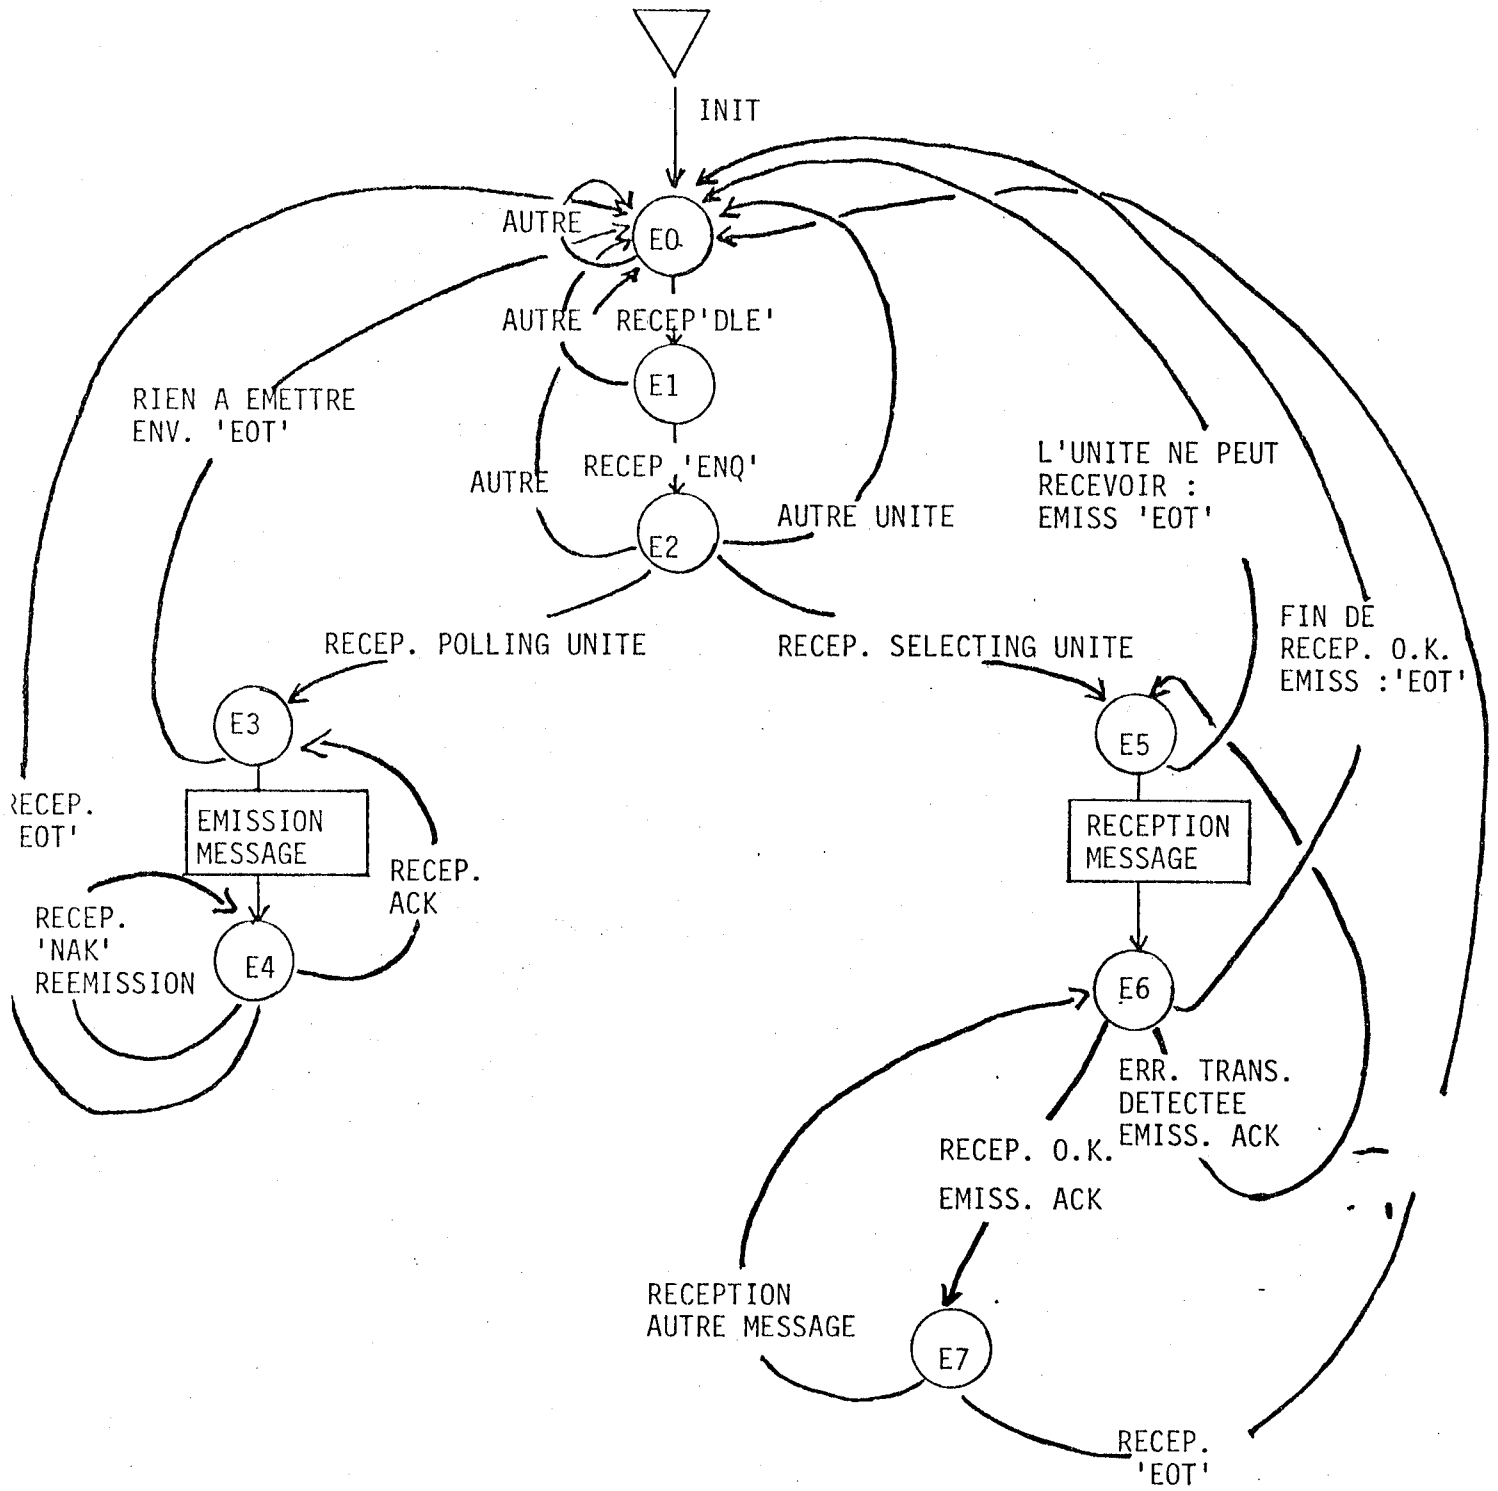 INIT
AUTRE
E0
AUTRE
RECEP'DLE'
E1
RIEN A EMETTRE
ENV. 'EOT'
RECEP 'ENQ'
AUTRE
E2
AUTRE UNITE
L'UNITE NE PEUT
RECEVOIR :
EMISS 'EOT'
FIN DE
RECEP. O.K.
EMISS :'EOT'
RECEP. POLLING UNITE
RECEP. SELECTING UNITE
E3
E5
RECEP.
EOT'
EMISSION
MESSAGE
RECEPTION
MESSAGE
RECEP.
ACK
RECEP.
'NAK'
REEMISSION
E4
E6
ERR. TRANS.
DETECTEE
EMISS. ACK
RECEP. O.K.
EMISS. ACK
RECEPTION
AUTRE MESSAGE
E7
RECEP.
'EOT'